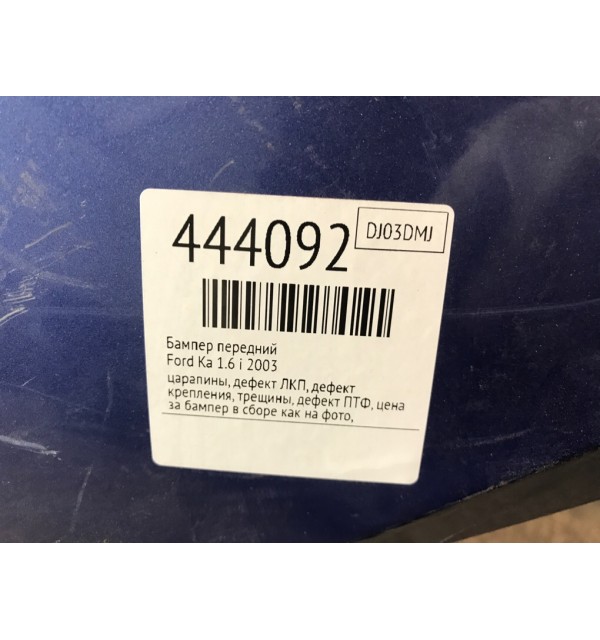 444092
DJ03DMJ
Бампер передний
Ford Ka 1.6 i 2003
царапины, дефект ЛКП, дефект
крепления, трещины, дефект ПТФ, цена
за бампер в сборе как на фото,